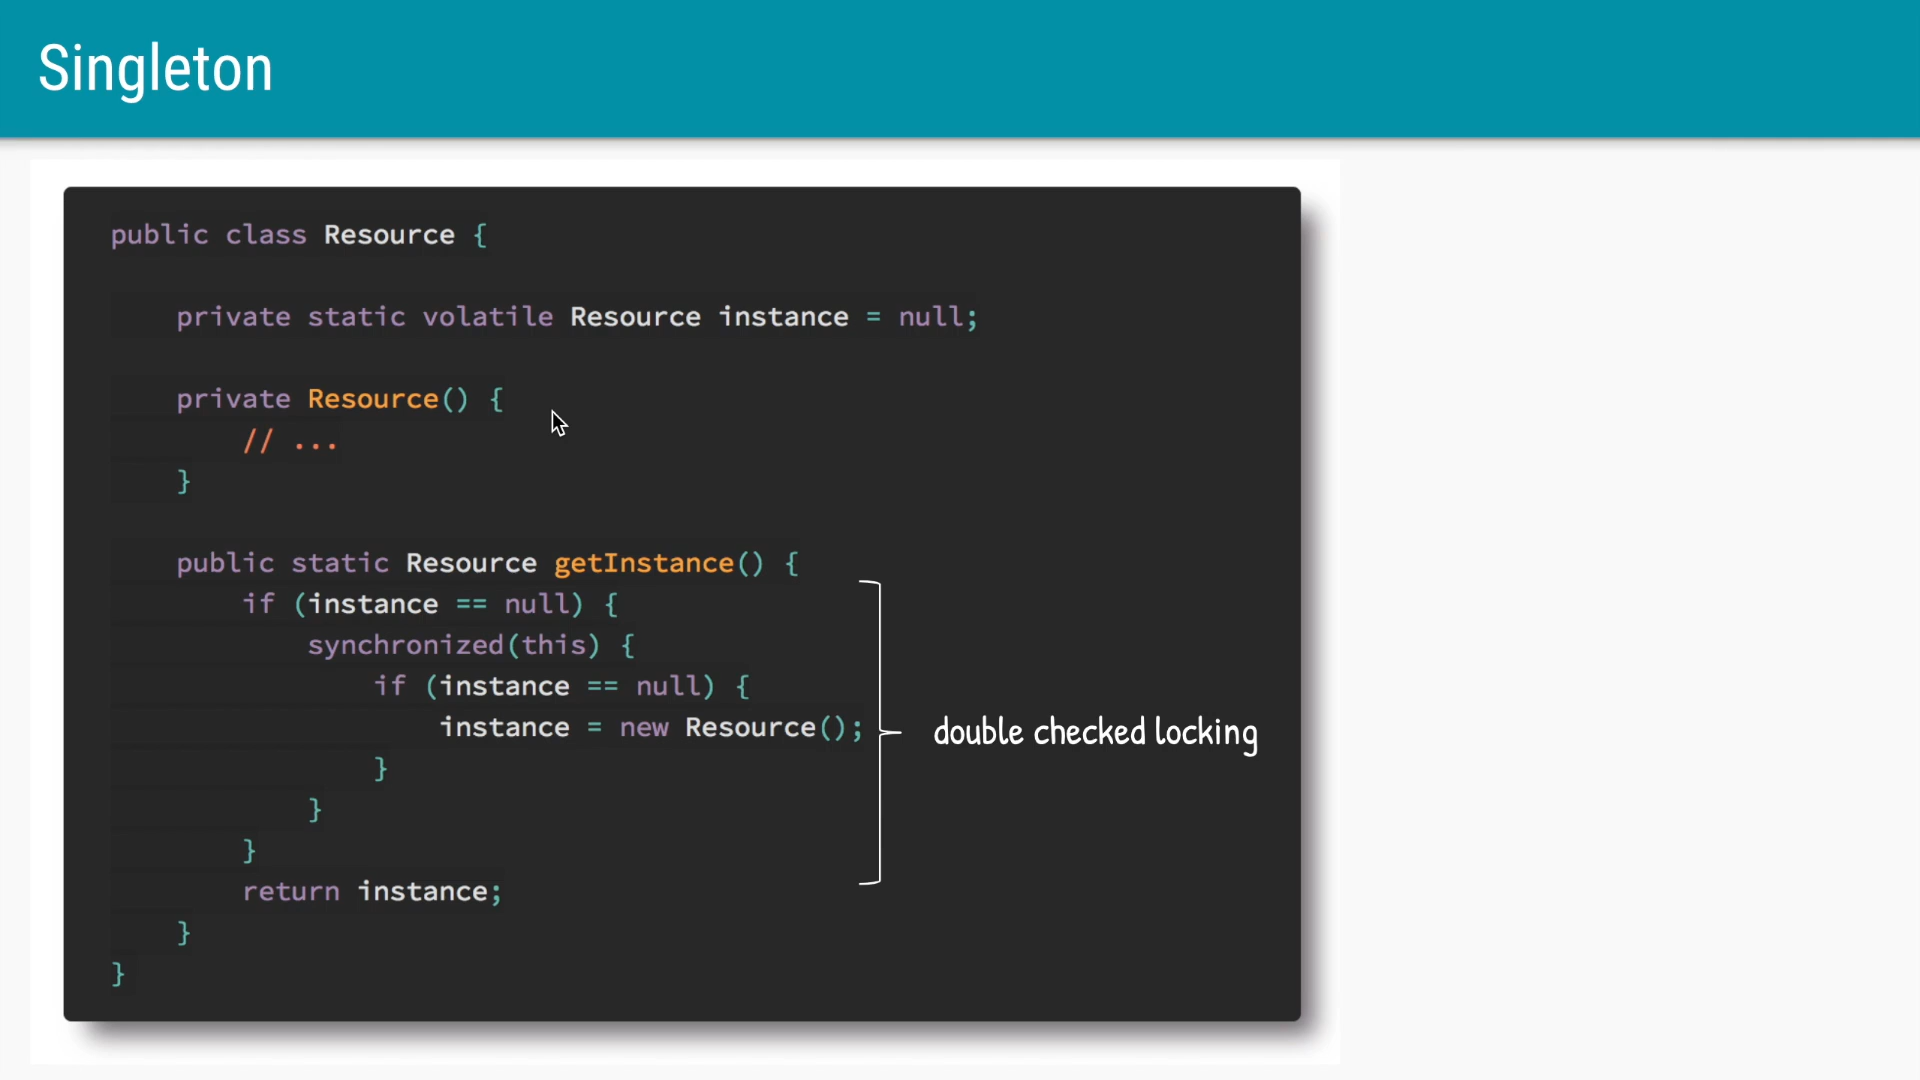 Singleton
public class Resource {
private static volatile Resource instance = null;
private Resource() {
// ...
}
public static Resource getInstance() {
if (instance == null) {
synchronized(this) {
if (instance == null) {
instance = new Resource();
}
}
}
return instance;
}
}
double checked locking